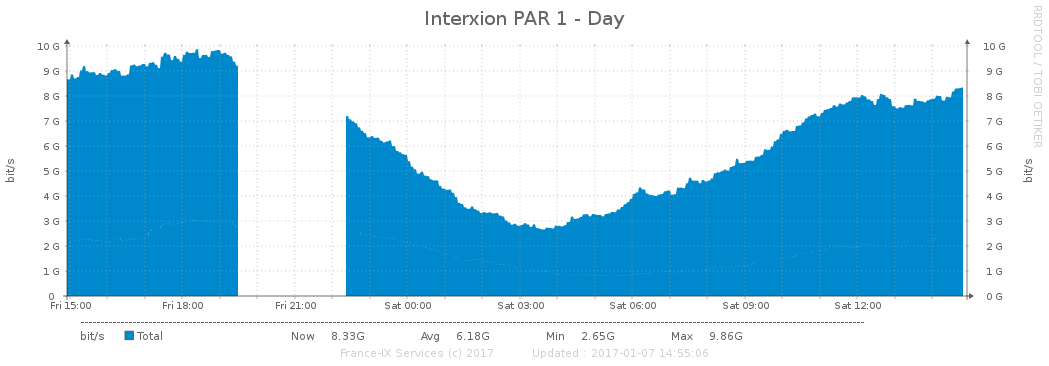 Interxion PAR 1 - Day
RRDTOOL / TOBI OETIKER
10 G 10 G
9 G 9 G
8 G 8 G
7 G 7 G
6 G 6 G
5 G 5 G
4 G 4 G
3 G 3 G
2 G 2 G
1 G 1 G
0 0 G
bit/s
bit/s
Fri 15:00 Fri 18:00 Fri 21:00 Sat 00:00 Sat 03:00 Sat 06:00 Sat 09:00 Sat 12:00
bit/s Total Now 8.33G Avg 6.18G Min 2.65G Max 9.86G
France-IX Services (c) 2017 Updated : 2017-01-07 14:55:06